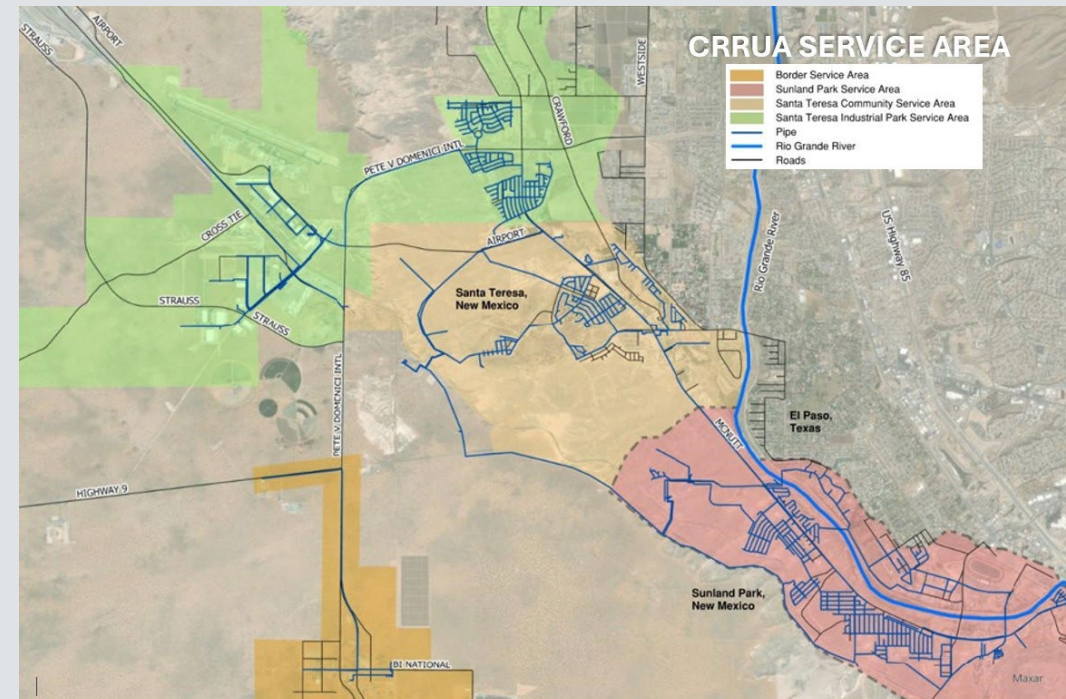 CRRUA SERVICE AREA
Border Service Area
Sunland Park Service Area
Santa Teresa Community Service Area
Santa Teresa Industrial Park Service Area
Pipe
Rio Grande River
Roads
STRAUSS
AIRPORT
WESTSIDE
CRAWFORD
PETE V DOMENICI INTL
CROSS TIE
AIRPORT
Rio Grande River
US Highway 85
Santa Teresa,
New Mexico
STRAUSS
STRAUSS
PETE V DOMENICI INTL
MCNUTT
El Paso,
Texas
HIGHWAY 9
Sunland Park,
New Mexico
BI NATIONAL
Maxar